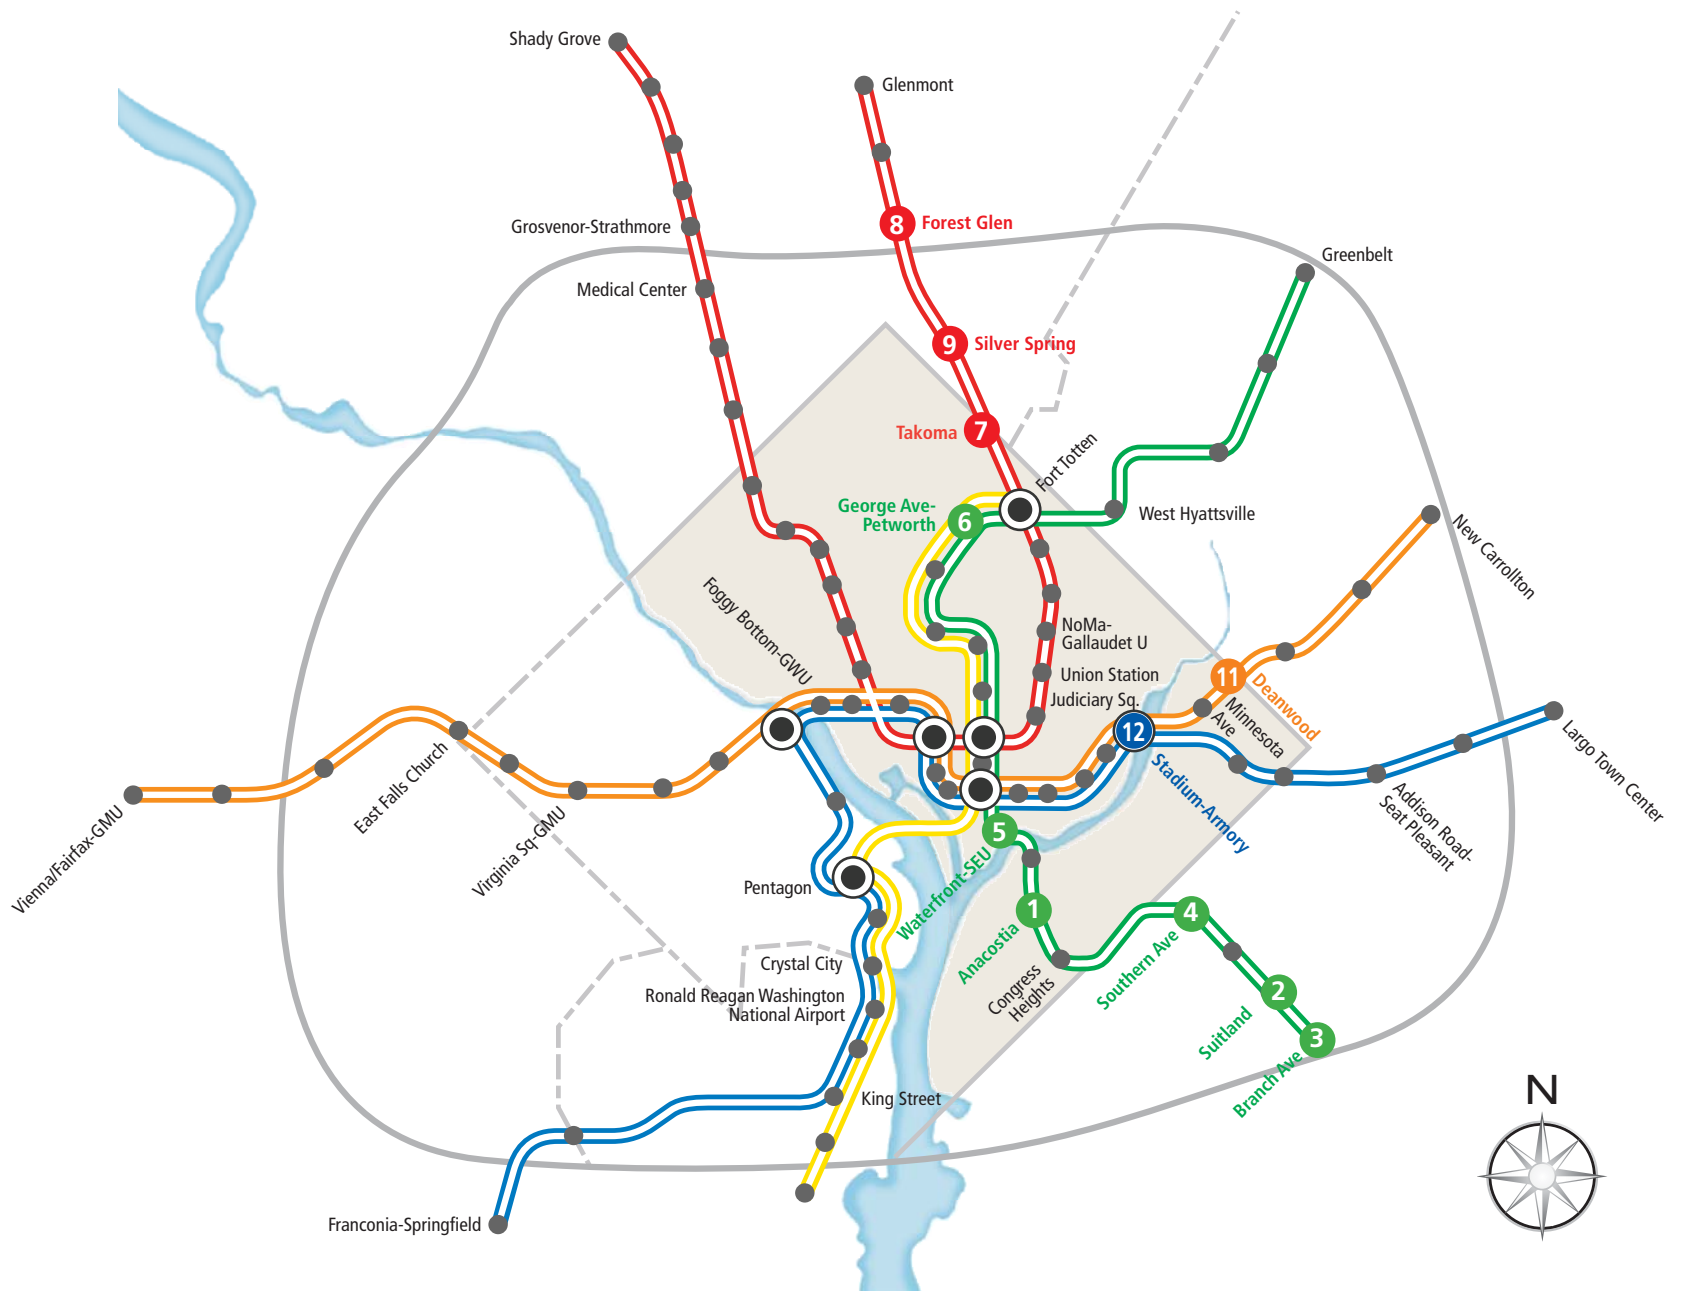 Shady Grove
Glenmont
8 Forest Glen
Grosvenor-Strathmore
Greenbelt
Medical Center
9 Silver Spring
Takoma 7
Fort Totten
George Ave-
Petworth
6
West Hyattsville
New Carrollton
Foggy Bottom-GWU
NoMa-
Gallaudet U
Union Station
Judiciary Sq.
11
Deanwood
Minnesota
Ave
12
Stadium-Armory
Largo Town Center
East Falls Church
Vienna/Fairfax-GMU
Virginia Sq-GMU
Addison Road-
Seat Pleasant
5
Waterfront-SEU
Pentagon
1
Anacostia
4
Southern Ave
Crystal City
Congress
Heights
Ronald Reagan Washington
National Airport
2
Suitland
3
Branch Ave
King Street
N
Franconia-Springfield